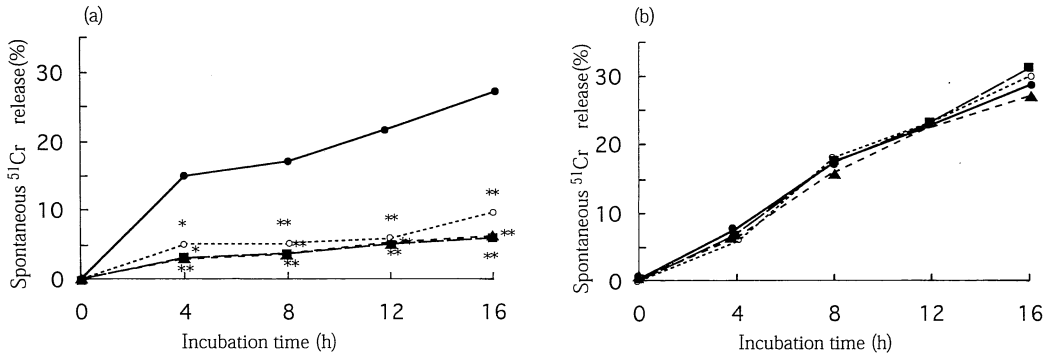 (a)
Spontaneous ⁵¹Cr release(%)
30
20
10
0
*
**
**
**
*
**
**
**
**
**
**
**
0 4 8 12 16
Incubation time (h)
(b)
Spontaneous ⁵¹Cr release(%)
30
20
10
0
0 4 8 12 16
Incubation time (h)